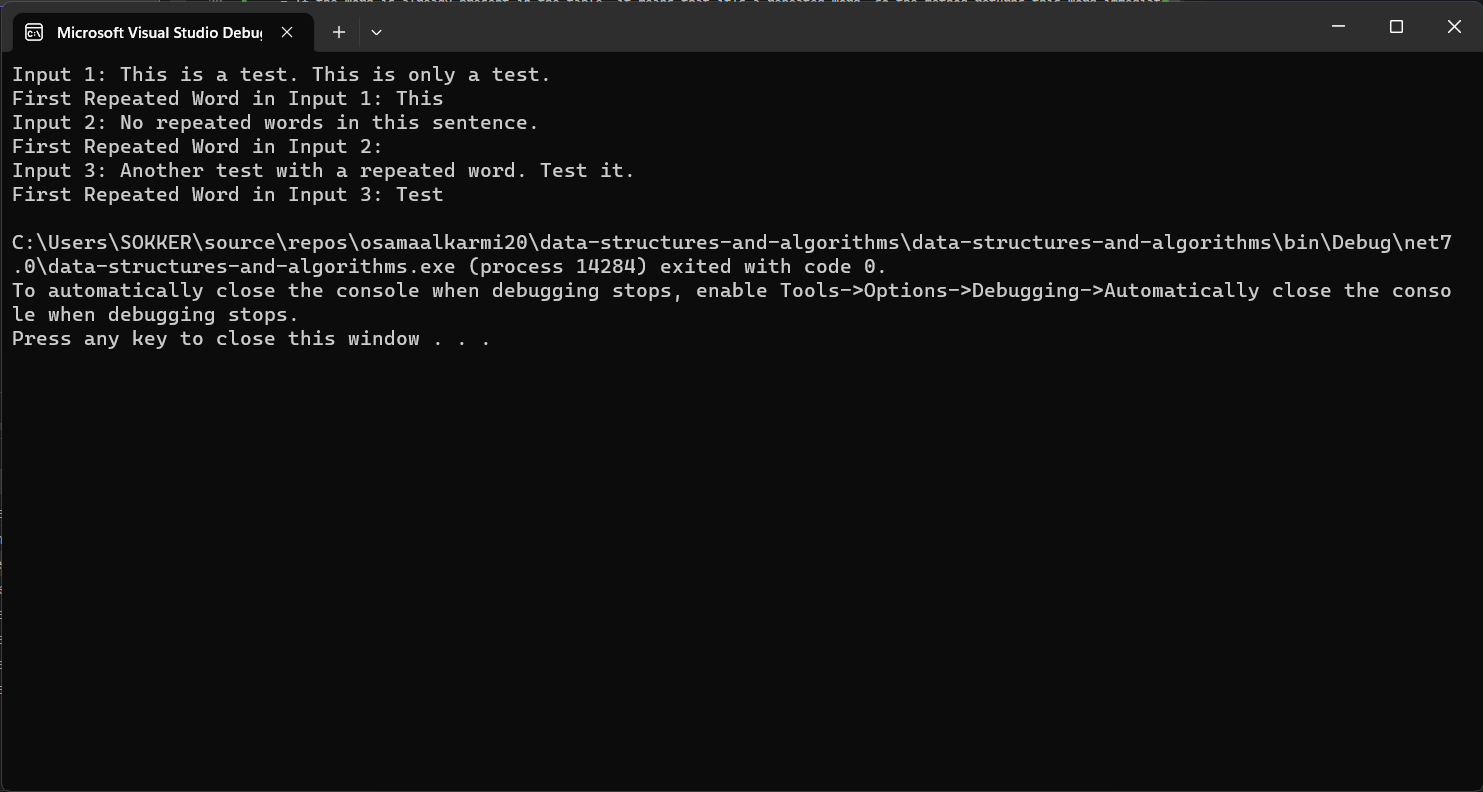 Microsoft Visual Studio Debug
Input 1: This is a test. This is only a test.
First Repeated Word in Input 1: This
Input 2: No repeated words in this sentence.
First Repeated Word in Input 2:
Input 3: Another test with a repeated word. Test it.
First Repeated Word in Input 3: Test
C:\Users\SOKKER\source\repos\osamaalkarmi20\data-structures-and-algorithms\data-structures-and-algorithms\bin\Debug\net7
.0\data-structures-and-algorithms.exe (process 14284) exited with code 0.
To automatically close the console when debugging stops, enable Tools->Options->Debugging->Automatically close the conso
le when debugging stops.
Press any key to close this window . . .